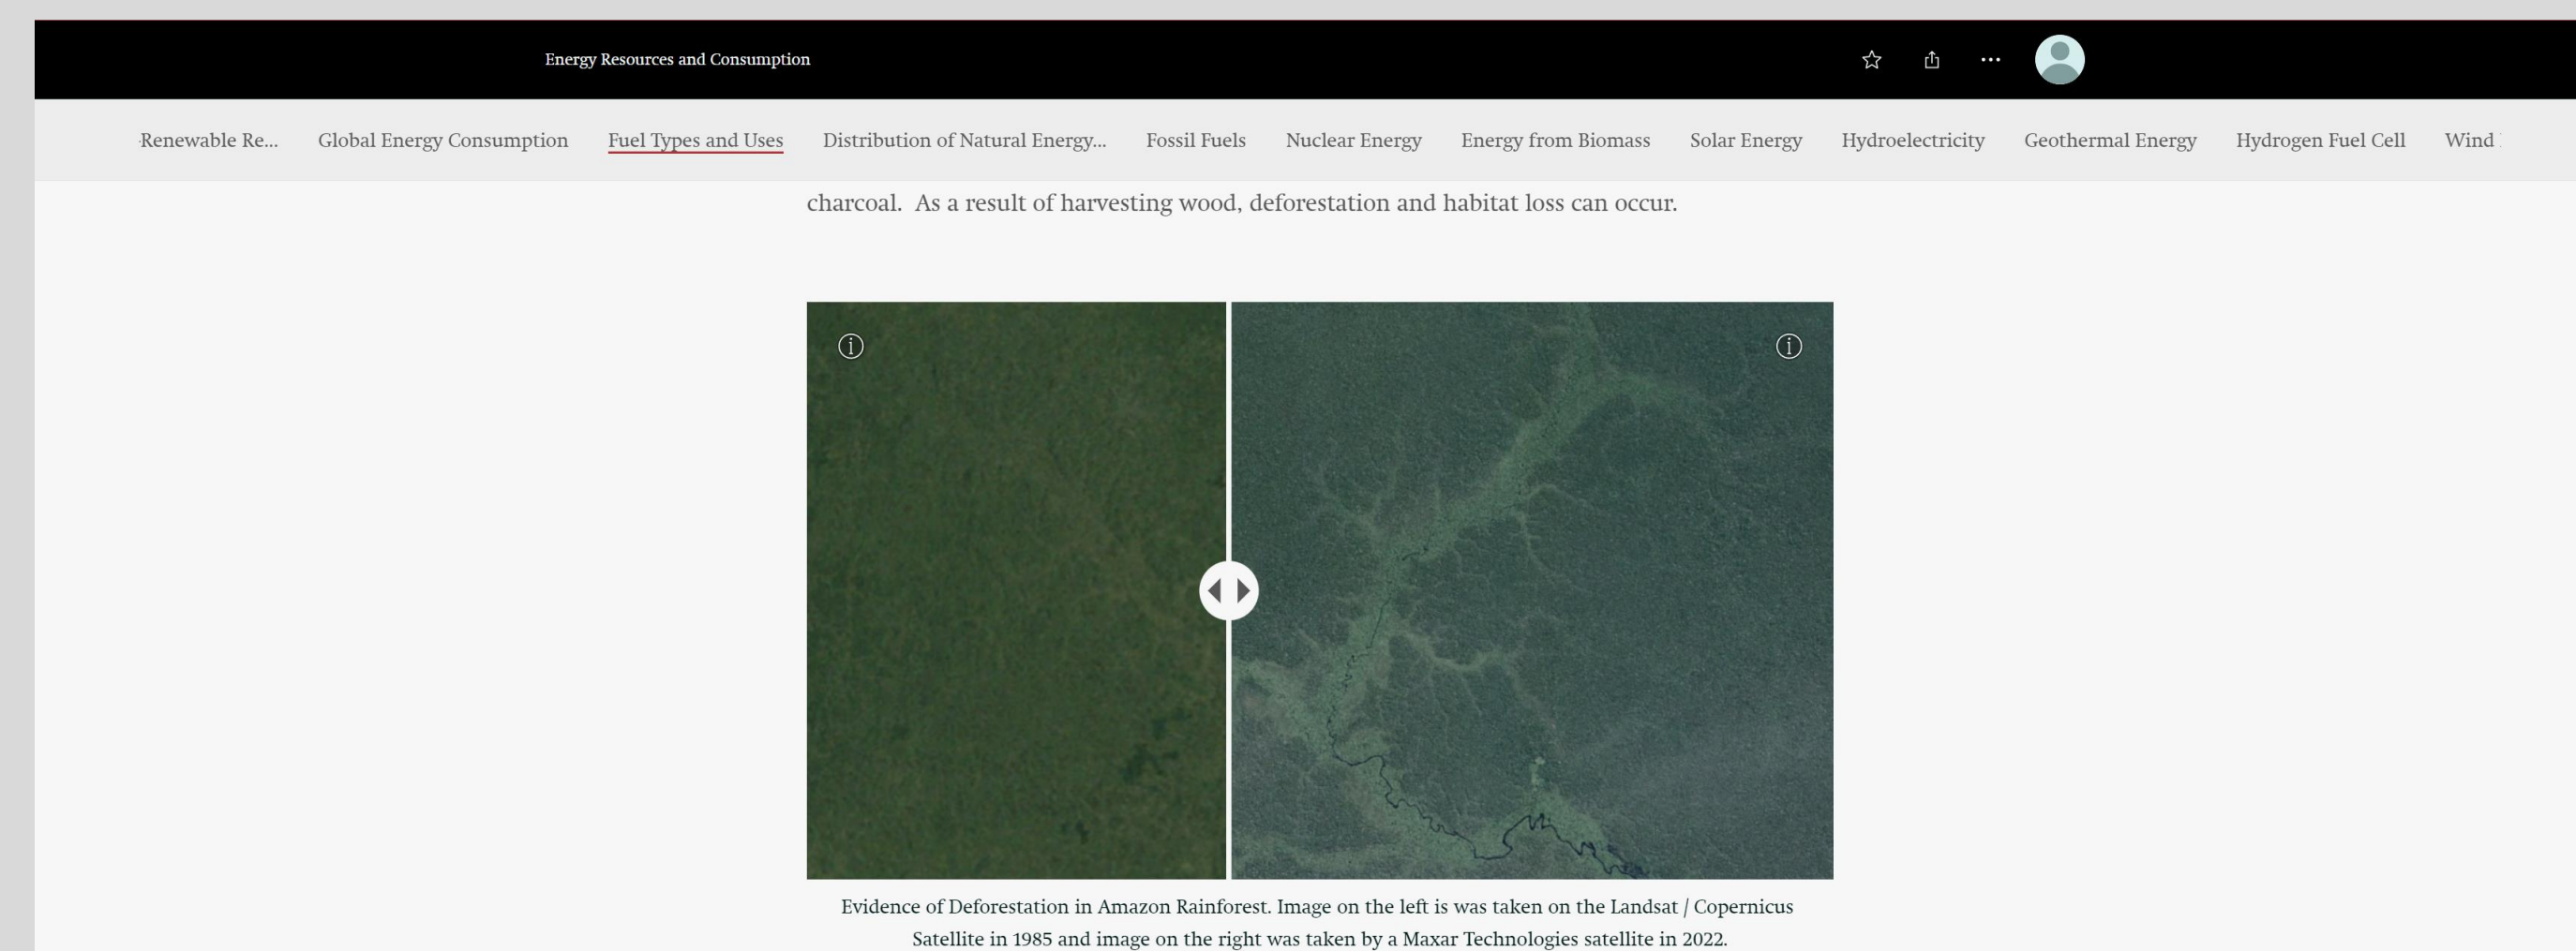 Energy Resources and Consumption
Renewable Re... Global Energy Consumption Fuel Types and Uses Distribution of Natural Energy... Fossil Fuels Nuclear Energy Energy from Biomass Solar Energy Hydroelectricity Geothermal Energy Hydrogen Fuel Cell Wind
charcoal. As a result of harvesting wood, deforestation and habitat loss can occur.
Evidence of Deforestation in Amazon Rainforest. Image on the left is was taken on the Landsat / Copernicus
Satellite in 1985 and image on the right was taken by a Maxar Technologies satellite in 2022.